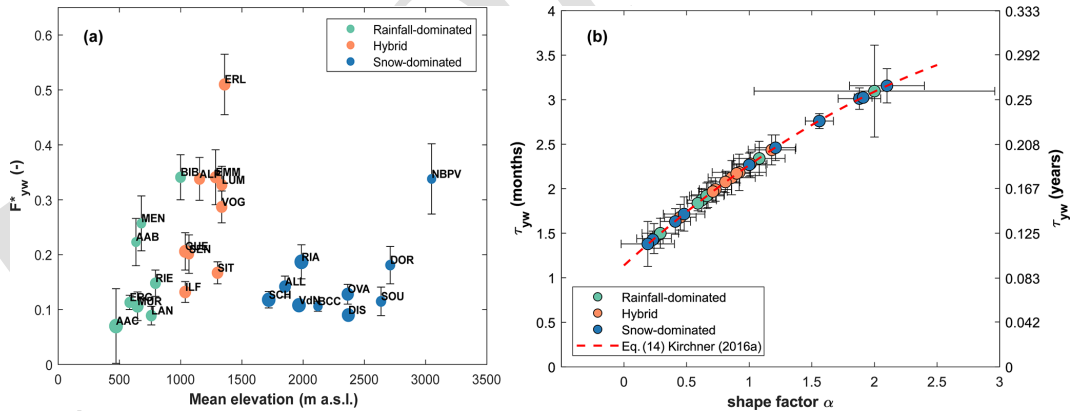 (a)
Rainfall-dominated
Hybrid
Snow-dominated
0.6
0.5
0.4
0.3
0.2
0.1
0
F*yw (-)
ERL
BIB
ALP
EMM
LUM
VOG
NBPV
MEN
AAB
GUE
SEN
SIT
RIA
DOR
RIE
ILF
ALL
OVA
SCH
VdN
BCC
SOU
ERG
MUR
LAN
DIS
AAC
0
500
1000
1500
2000
2500
3000
3500
Mean elevation (m a.s.l.)
(b)
4
3.5
3
2.5
2
1.5
1
0.5
0
τyw (months)
0.333
0.292
0.25
0.208
0.167
0.125
0.083
0.042
0
τyw (years)
Rainfall-dominated
Hybrid
Snow-dominated
Eq. (14) Kirchner (2016a)
0
0.5
1
1.5
2
2.5
3
shape factor α